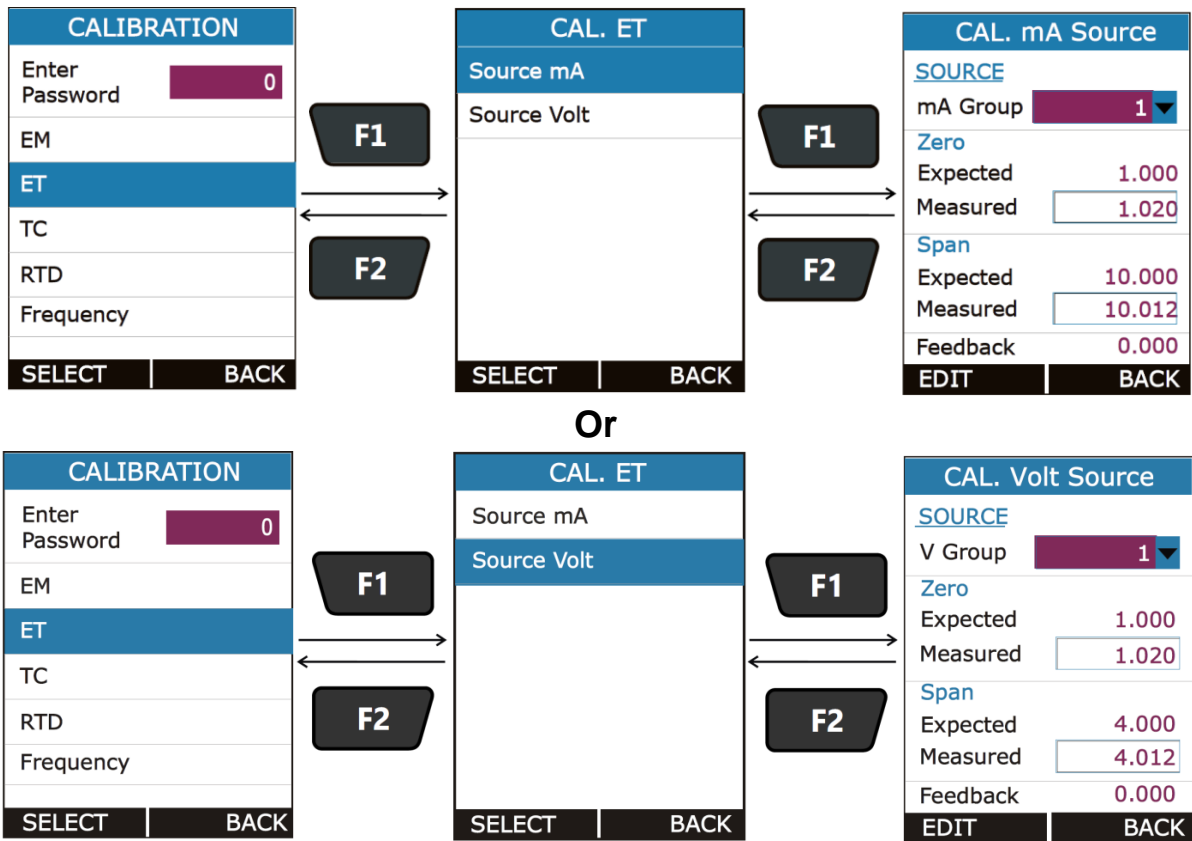 CALIBRATION
Enter
Password
0
EM
ET
TC
RTD
Frequency
SELECT BACK
F1
F2
CAL. ET
Source mA
Source Volt
SELECT BACK
F1
F2
CAL. mA Source
SOURCE
mA Group 1
Zero
Expected 1.000
Measured 1.020
Span
Expected 10.000
Measured 10.012
Feedback 0.000
EDIT BACK
Or
CALIBRATION
Enter
Password
0
EM
ET
TC
RTD
Frequency
SELECT BACK
F1
F2
CAL. ET
Source mA
Source Volt
SELECT BACK
F1
F2
CAL. Volt Source
SOURCE
V Group 1
Zero
Expected 1.000
Measured 1.020
Span
Expected 4.000
Measured 4.012
Feedback 0.000
EDIT BACK